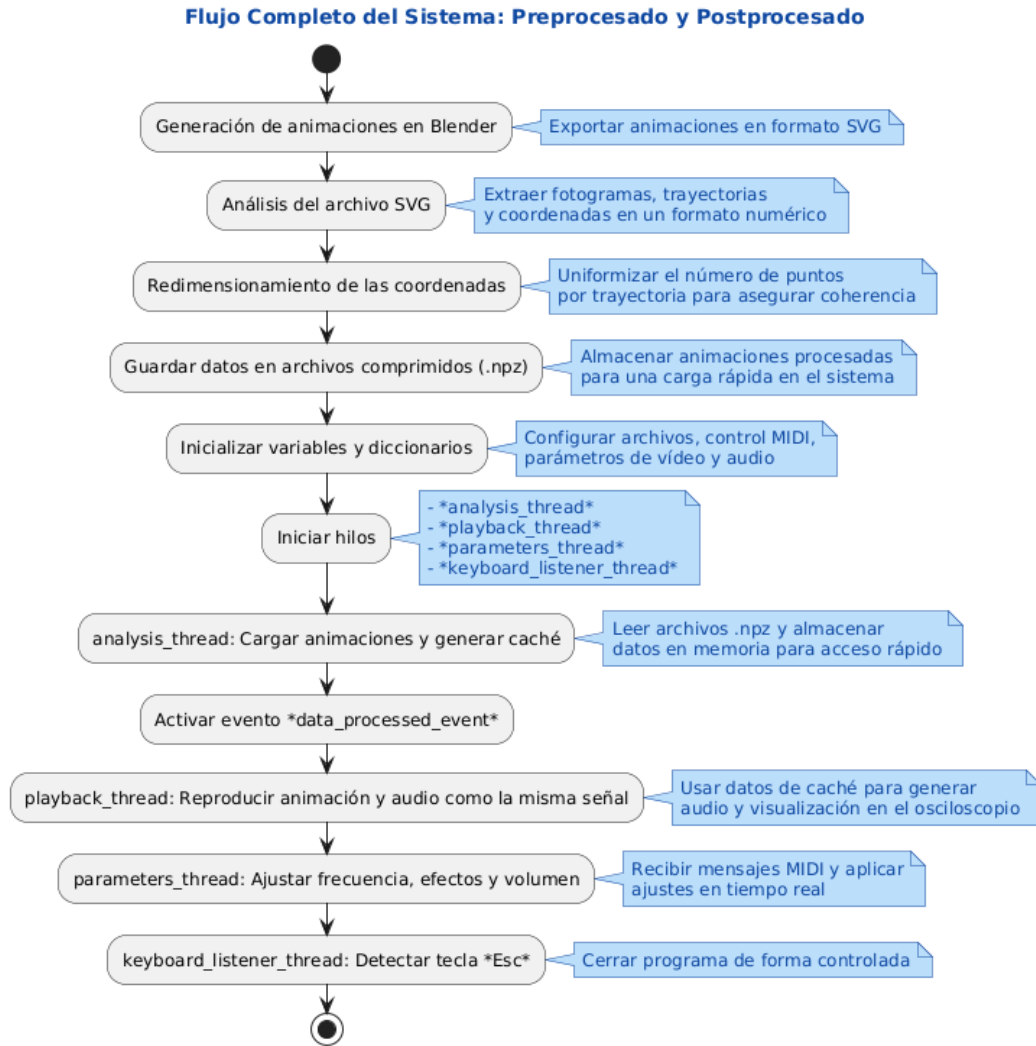 Flujo Completo del Sistema: Preprocesado y Postprocesado
Generación de animaciones en Blender
Exportar animaciones en formato SVG
Análisis del archivo SVG
Extraer fotogramas, trayectorias
y coordenadas en un formato numérico
Redimensionamiento de las coordenadas
Uniformizar el número de puntos
por trayectoria para asegurar coherencia
Guardar datos en archivos comprimidos (.npz)
Almacenar animaciones procesadas
para una carga rápida en el sistema
Inicializar variables y diccionarios
Configurar archivos, control MIDI,
parámetros de vídeo y audio
Iniciar hilos
- *analysis_thread*
- *playback_thread*
- *parameters_thread*
- *keyboard_listener_thread*
analysis_thread: Cargar animaciones y generar caché
Leer archivos .npz y almacenar
datos en memoria para acceso rápido
Activar evento *data_processed_event*
playback_thread: Reproducir animación y audio como la misma señal
Usar datos de caché para generar
audio y visualización en el osciloscopio
parameters_thread: Ajustar frecuencia, efectos y volumen
Recibir mensajes MIDI y aplicar
ajustes en tiempo real
keyboard_listener_thread: Detectar tecla *Esc*
Cerrar programa de forma controlada